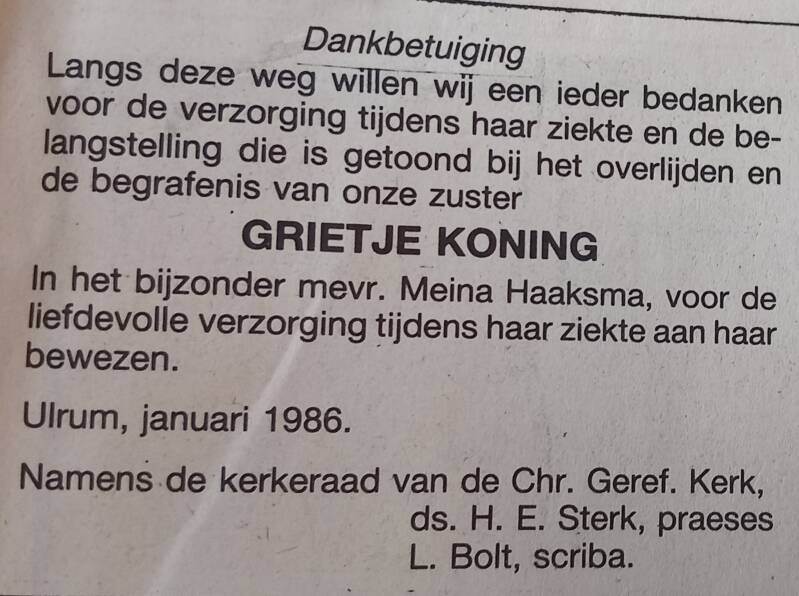 Dankbetuiging
Langs deze weg willen wij een ieder bedanken
voor de verzorging tijdens haar ziekte en de be-
langstelling die is getoond bij het overlijden en
de begrafenis van onze zuster
GRIETJE KONING
In het bijzonder mevr. Meina Haaksma, voor de
liefdevolle verzorging tijdens haar ziekte aan haar
bewezen.
Ulrum, januari 1986.
Namens de kerkeraad van de Chr. Geref. Kerk,
ds. H. E. Sterk, praeses
L. Bolt, scriba.